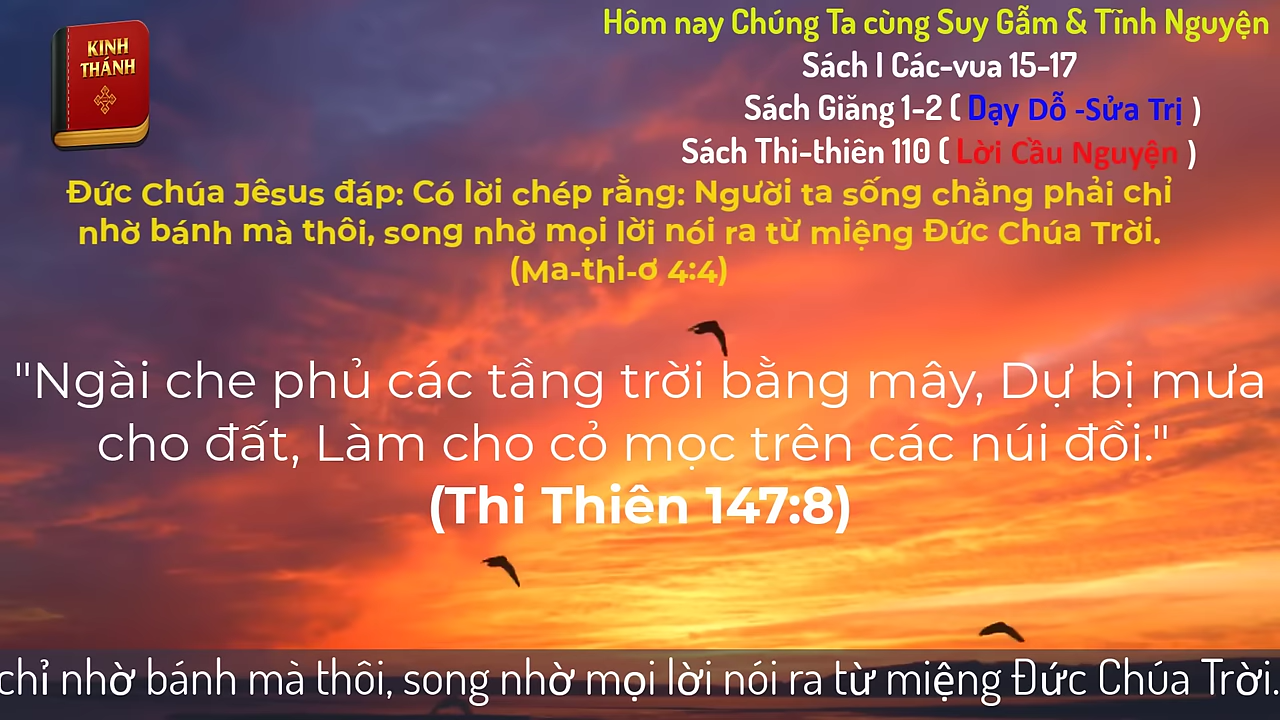 KINH
THÁNH
Hôm nay Chúng Ta cùng Suy Gẫm & Tĩnh Nguyện
Sách I Các-vua 15-17
Sách Giăng 1-2 ( Dạy Dỗ -Sửa Trị )
Sách Thi-thiên 110 ( Lời Cầu Nguyện )
Đức Chúa Jêsus đáp: Có lời chép rằng: Người ta sống chẳng phải chỉ
nhờ bánh mà thôi, song nhờ mọi lời nói ra từ miệng Đức Chúa Trời.
(Ma-thi-ơ 4:4)
"Ngài che phủ các tầng trời bằng mây, Dự bị mưa
cho đất, Làm cho cỏ mọc trên các núi đồi."
(Thi Thiên 147:8)
chỉ nhờ bánh mà thôi, song nhờ mọi lời nói ra từ miệng Đức Chúa Trời.